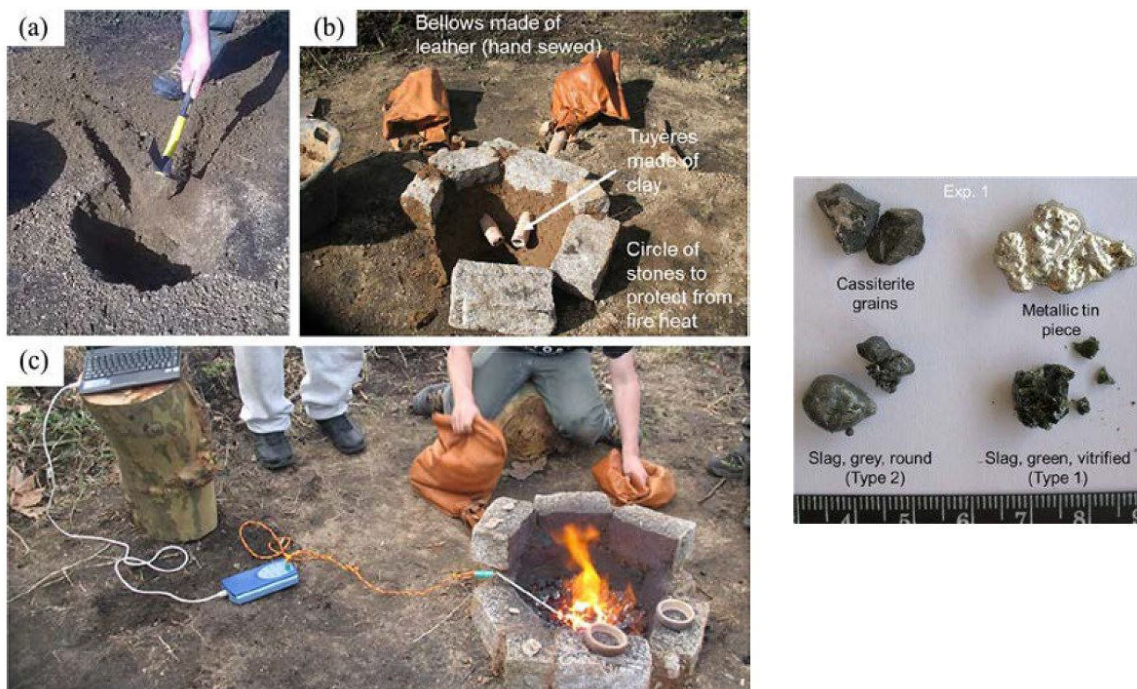 (a)
(b)
Bellows made of
leather (hand sewed)
Tuyères
made of
clay
Circle of
stones to
protect from
fire heat
(c)
Exp. 1
Cassiterite
grains
Metallic tin
piece
Slag, grey, round
(Type 2)
Slag, green, vitrified
(Type 1)
4 5 6 7 8 9